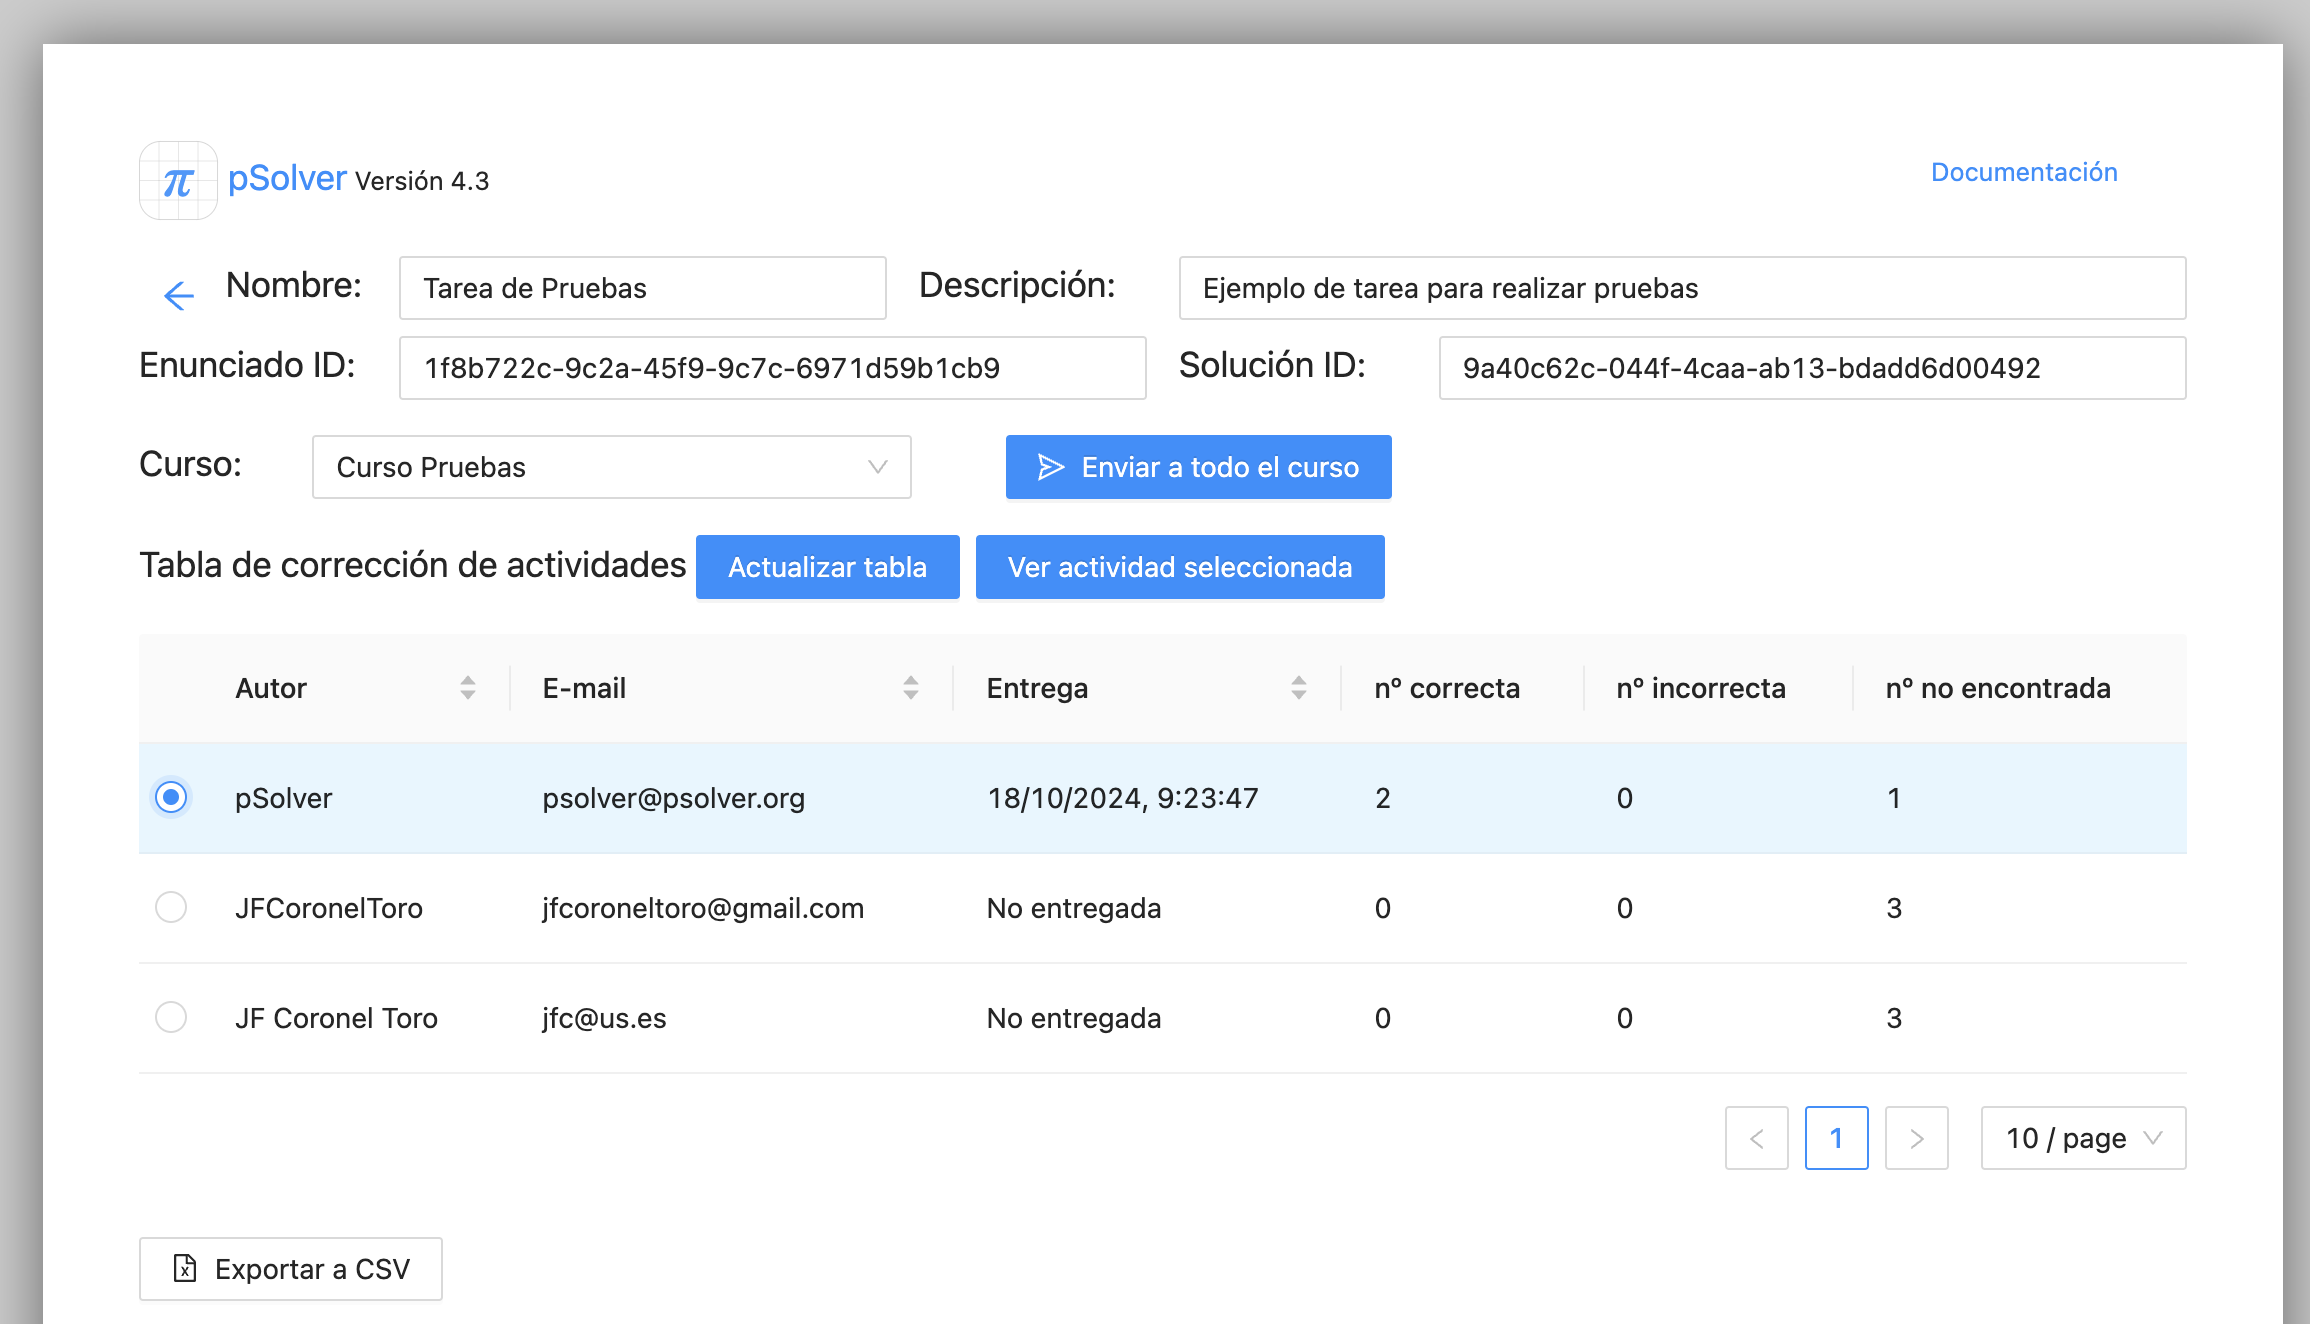 π pSolver Versión 4.3 Documentación
Nombre: Tarea de Pruebas Descripción: Ejemplo de tarea para realizar pruebas
Enunciado ID: 1f8b722c-9c2a-45f9-9c7c-6971d59b1cb9 Solución ID: 9a40c62c-044f-4caa-ab13-bdadd6d00492
Curso: Curso Pruebas Enviar a todo el curso
Tabla de corrección de actividades Actualizar tabla Ver actividad seleccionada
Autor E-mail Entrega nº correcta nº incorrecta nº no encontrada
pSolver psolver@psolver.org 18/10/2024, 9:23:47 2 0 1
JFCoronelToro jfcoroneltoro@gmail.com No entregada 0 0 3
JF Coronel Toro jfc@us.es No entregada 0 0 3
< 1 > 10 / page
Exportar a CSV